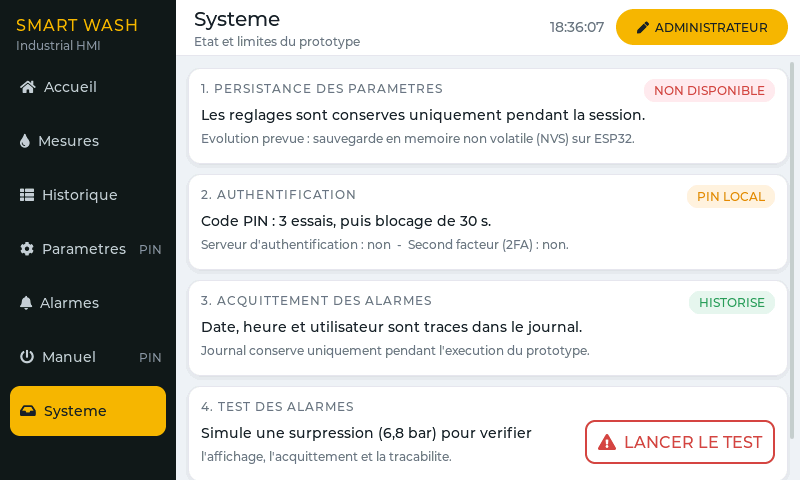 SMART WASH
Industrial HMI
Accueil
Mesures
Historique
Parametres PIN
Alarmes
Manuel PIN
Systeme
Systeme
Etat et limites du prototype
18:36:07
ADMINISTRATEUR
1. PERSISTANCE DES PARAMETRES
NON DISPONIBLE
Les reglages sont conserves uniquement pendant la session.
Evolution prevue : sauvegarde en memoire non volatile (NVS) sur ESP32.
2. AUTHENTIFICATION
PIN LOCAL
Code PIN : 3 essais, puis blocage de 30 s.
Serveur d'authentification : non - Second facteur (2FA) : non.
3. ACQUITTEMENT DES ALARMES
HISTORISE
Date, heure et utilisateur sont traces dans le journal.
Journal conserve uniquement pendant l'execution du prototype.
4. TEST DES ALARMES
Simule une surpression (6,8 bar) pour verifier
l'affichage, l'acquittement et la tracabilite.
LANCER LE TEST